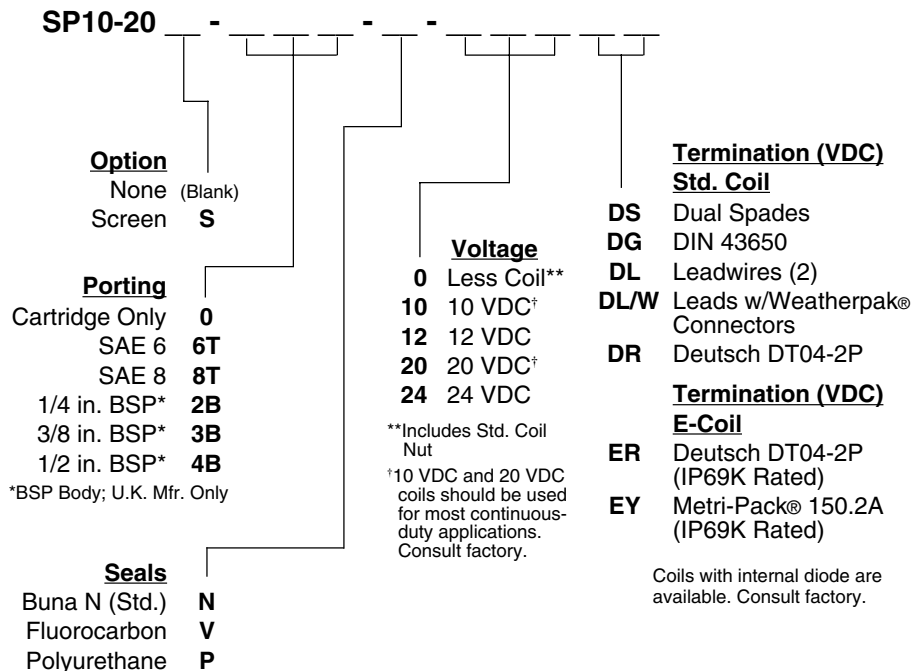 SP10-20 __ - __ __ __ - __ - __ __ __ __ __
Option
None (Blank)
Screen S
Porting
Cartridge Only 0
SAE 6 6T
SAE 8 8T
1/4 in. BSP* 2B
3/8 in. BSP* 3B
1/2 in. BSP* 4B
*BSP Body; U.K. Mfr. Only
Seals
Buna N (Std.) N
Fluorocarbon V
Polyurethane P
Voltage
0 Less Coil**
10 10 VDC†
12 12 VDC
20 20 VDC†
24 24 VDC
**Includes Std. Coil
Nut
†10 VDC and 20 VDC
coils should be used
for most continuous-
duty applications.
Consult factory.
Termination (VDC)
Std. Coil
DS Dual Spades
DG DIN 43650
DL Leadwires (2)
DL/W Leads w/Weatherpak®
Connectors
DR Deutsch DT04-2P
Termination (VDC)
E-Coil
ER Deutsch DT04-2P
(IP69K Rated)
EY Metri-Pack® 150.2A
(IP69K Rated)
Coils with internal diode are
available. Consult factory.